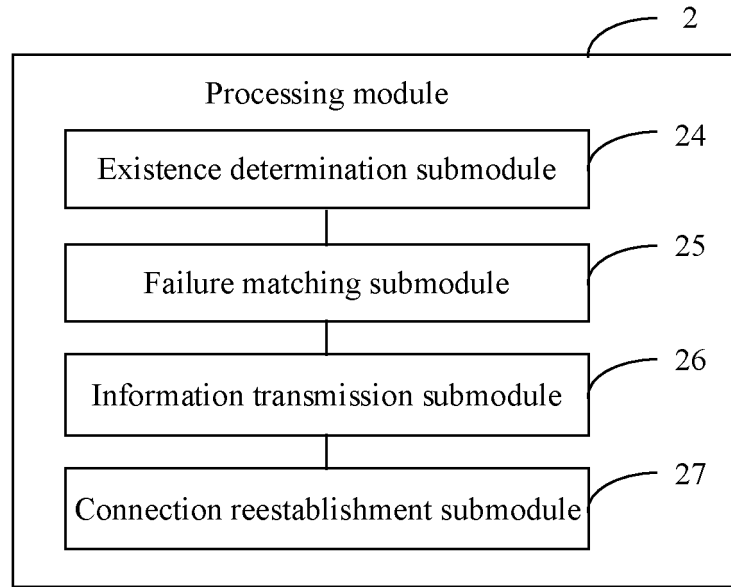 2
Processing module
24
Existence determination submodule
25
Failure matching submodule
26
Information transmission submodule
27
Connection reestablishment submodule